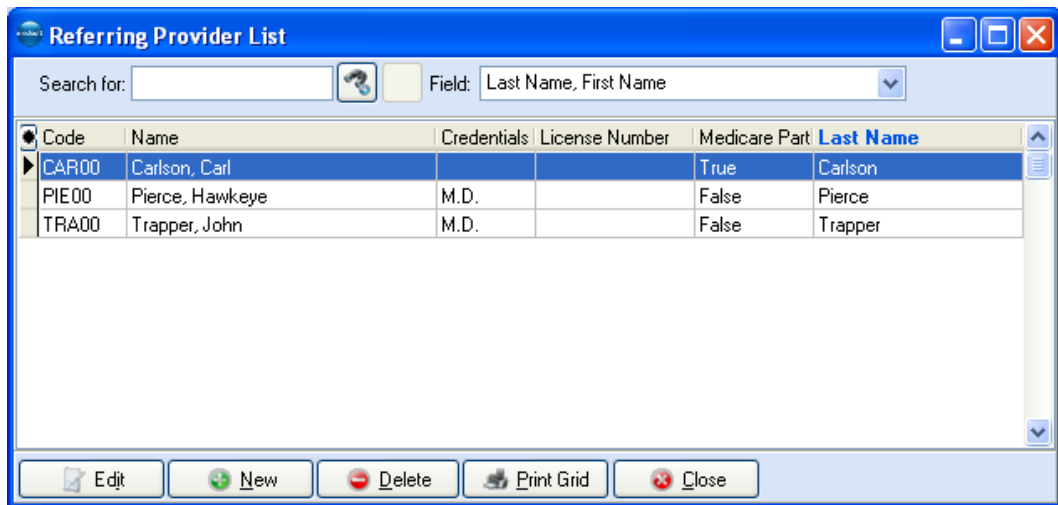 Referring Provider List
Search for: Field: Last Name, First Name
Code Name Credentials License Number Medicare Part Last Name
CAR00 Carlson, Carl True Carlson
PIE00 Pierce, Hawkeye M.D. False Pierce
TRA00 Trapper, John M.D. False Trapper
Edit New Delete Print Grid Close